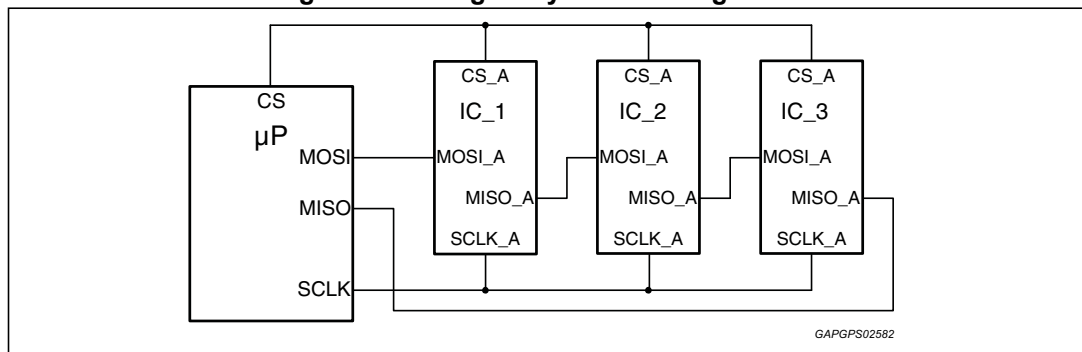 CS
µP
MOSI
MISO
SCLK
CS_A
IC_1
MOSI_A
MISO_A
SCLK_A
CS_A
IC_2
MOSI_A
MISO_A
SCLK_A
CS_A
IC_3
MOSI_A
MISO_A
SCLK_A
GAPGPS02582